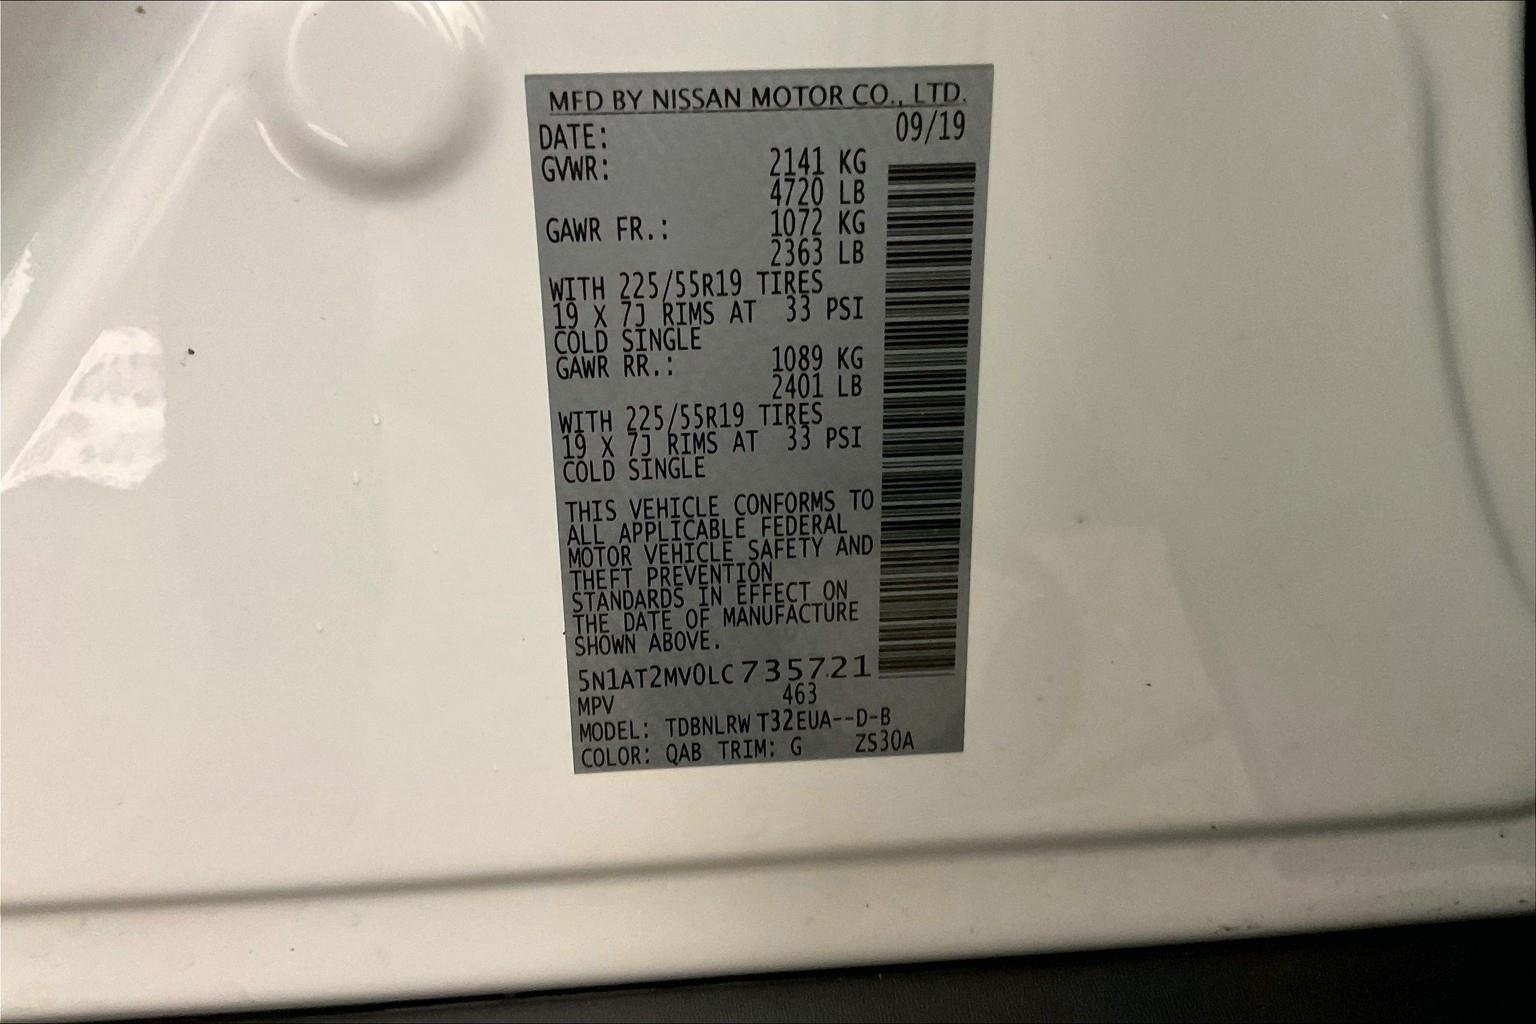 MFD BY NISSAN MOTOR CO., LTD.
DATE: 09/19
GVWR: 2141 KG
4720 LB
GAWR FR.: 1072 KG
2363 LB
WITH 225/55R19 TIRES
19 X 7J RIMS AT 33 PSI
COLD SINGLE
GAWR RR.: 1089 KG
2401 LB
WITH 225/55R19 TIRES
19 X 7J RIMS AT 33 PSI
COLD SINGLE
THIS VEHICLE CONFORMS TO
ALL APPLICABLE FEDERAL
MOTOR VEHICLE SAFETY AND
THEFT PREVENTION
STANDARDS IN EFFECT ON
THE DATE OF MANUFACTURE
SHOWN ABOVE.
5N1AT2MV0LC735721
MPV 463
MODEL: TDBNLRW T32EUA--D-B
COLOR: QAB TRIM: G ZS30A